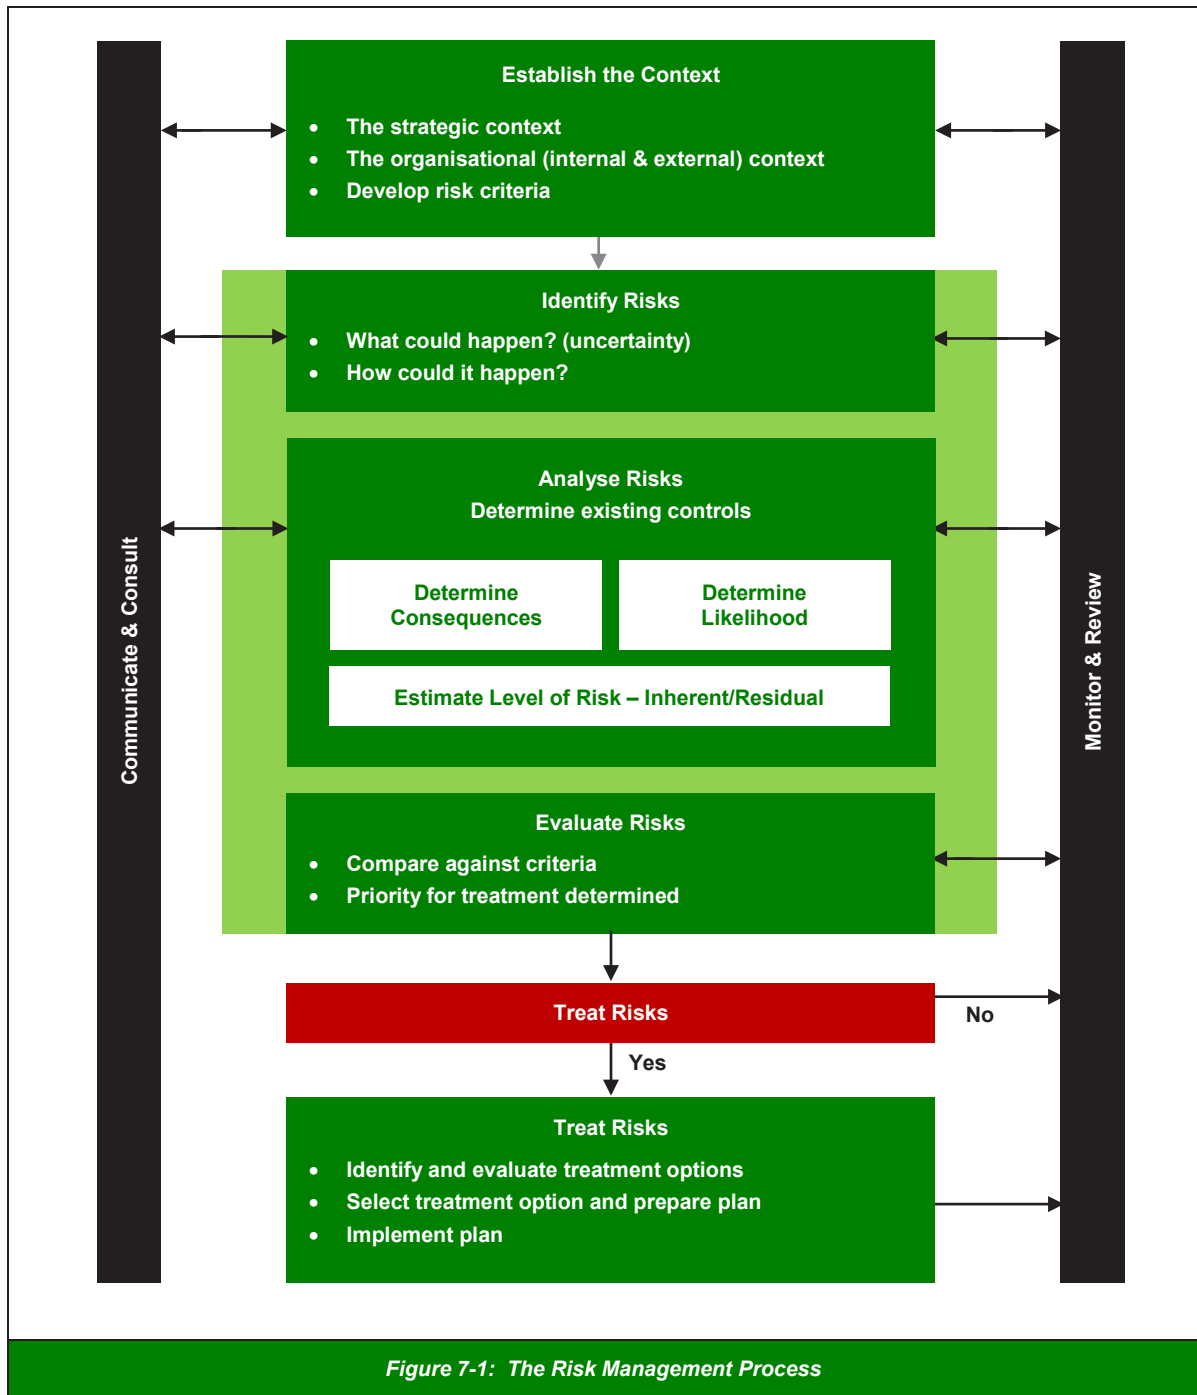 Communicate & Consult
Establish the Context
• The strategic context
• The organisational (internal & external) context
• Develop risk criteria
Identify Risks
• What could happen? (uncertainty)
• How could it happen?
Analyse Risks
Determine existing controls
Determine
Consequences
Determine
Likelihood
Estimate Level of Risk – Inherent/Residual
Evaluate Risks
• Compare against criteria
• Priority for treatment determined
Treat Risks
No
Yes
Treat Risks
• Identify and evaluate treatment options
• Select treatment option and prepare plan
• Implement plan
Monitor & Review
Figure 7-1: The Risk Management Process